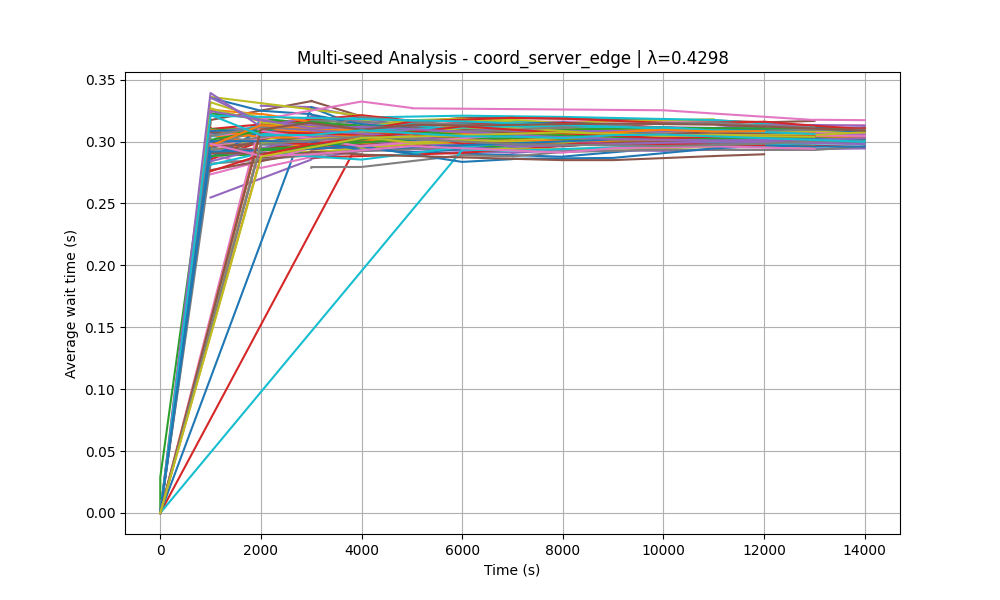 Multi-seed Analysis - coord_server_edge | λ=0.4298
Average wait time (s)
0.35
0.30
0.25
0.20
0.15
0.10
0.05
0.00
0 2000 4000 6000 8000 10000 12000 14000
Time (s)